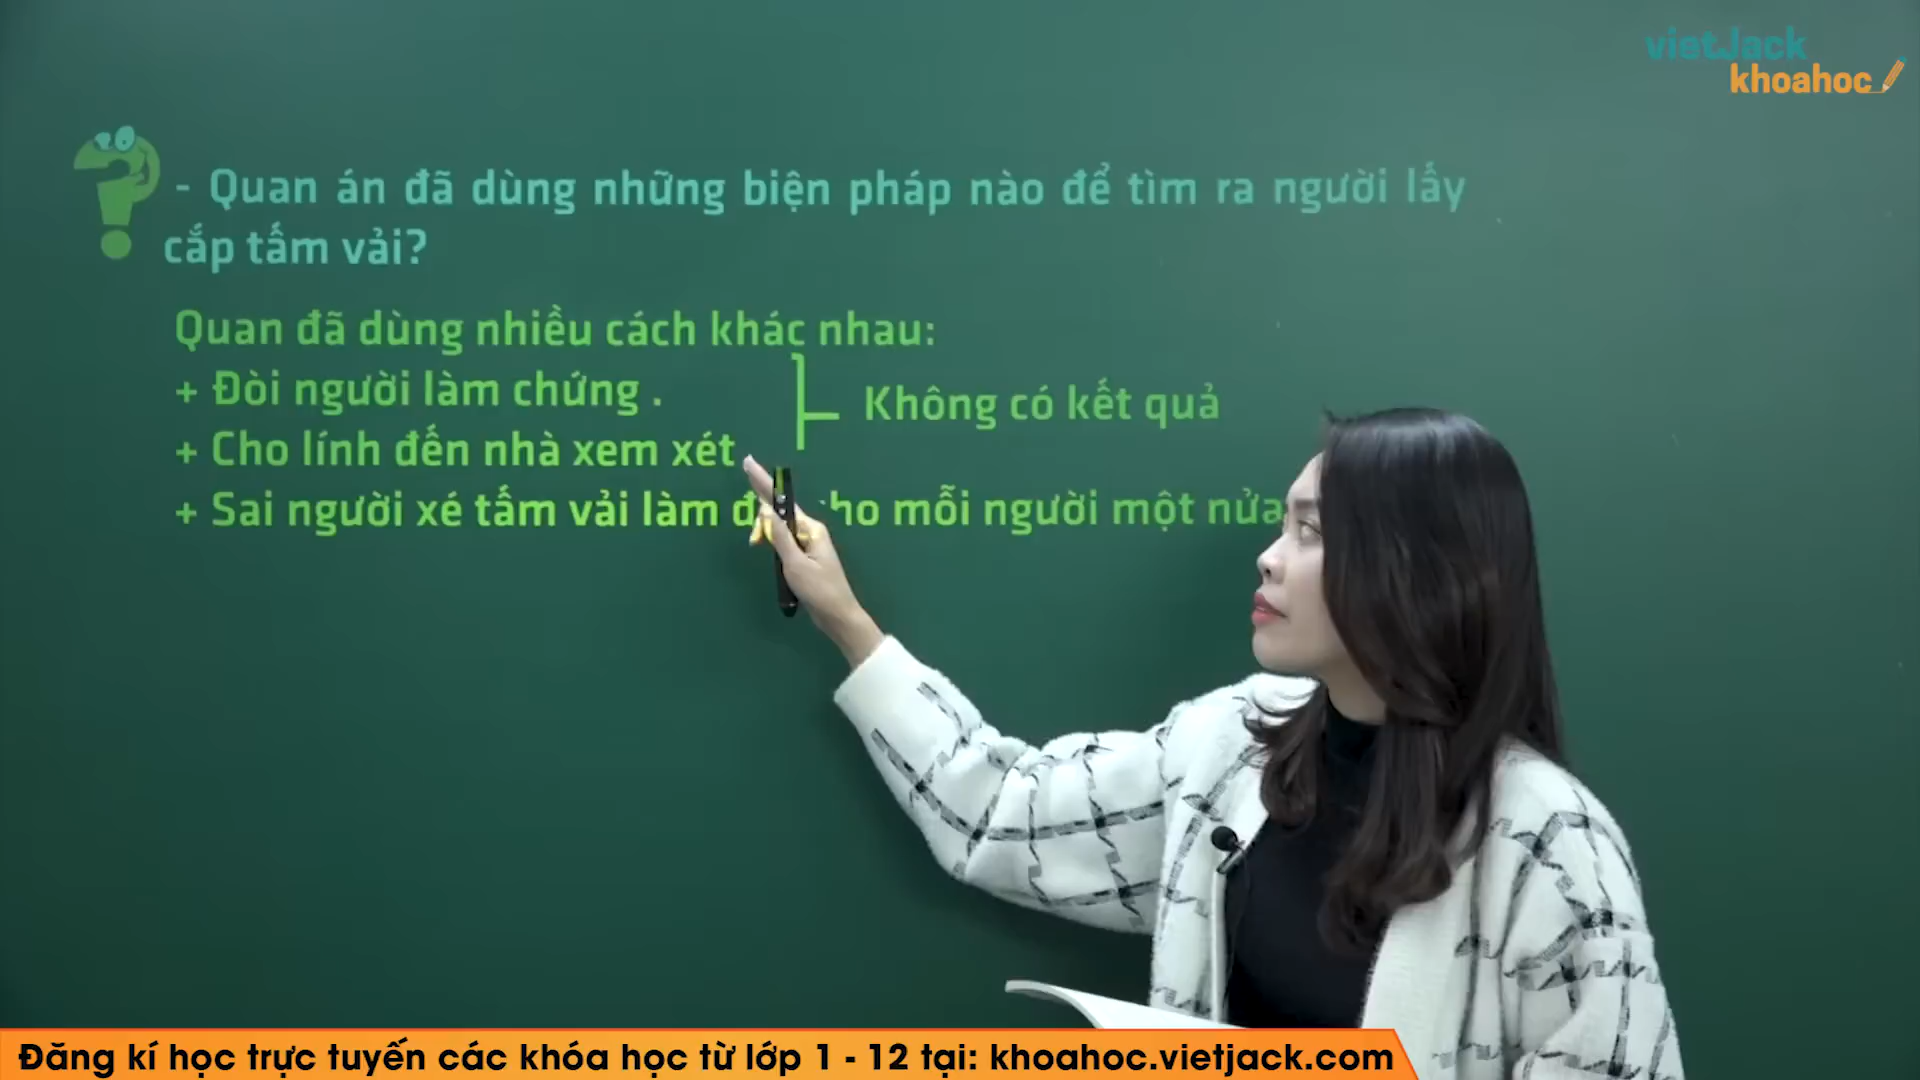 vietJack
khoahoc
- Quan án đã dùng những biện pháp nào để tìm ra người lấy
cắp tấm vải?
Quan đã dùng nhiều cách khác nhau:
+ Đòi người làm chứng .
+ Cho lính đến nhà xem xét
Không có kết quả
+ Sai người xé tấm vải làm cho mỗi người một nửa
Đăng kí học trực tuyến các khóa học từ lớp 1 - 12 tại: khoahoc.vietjack.com